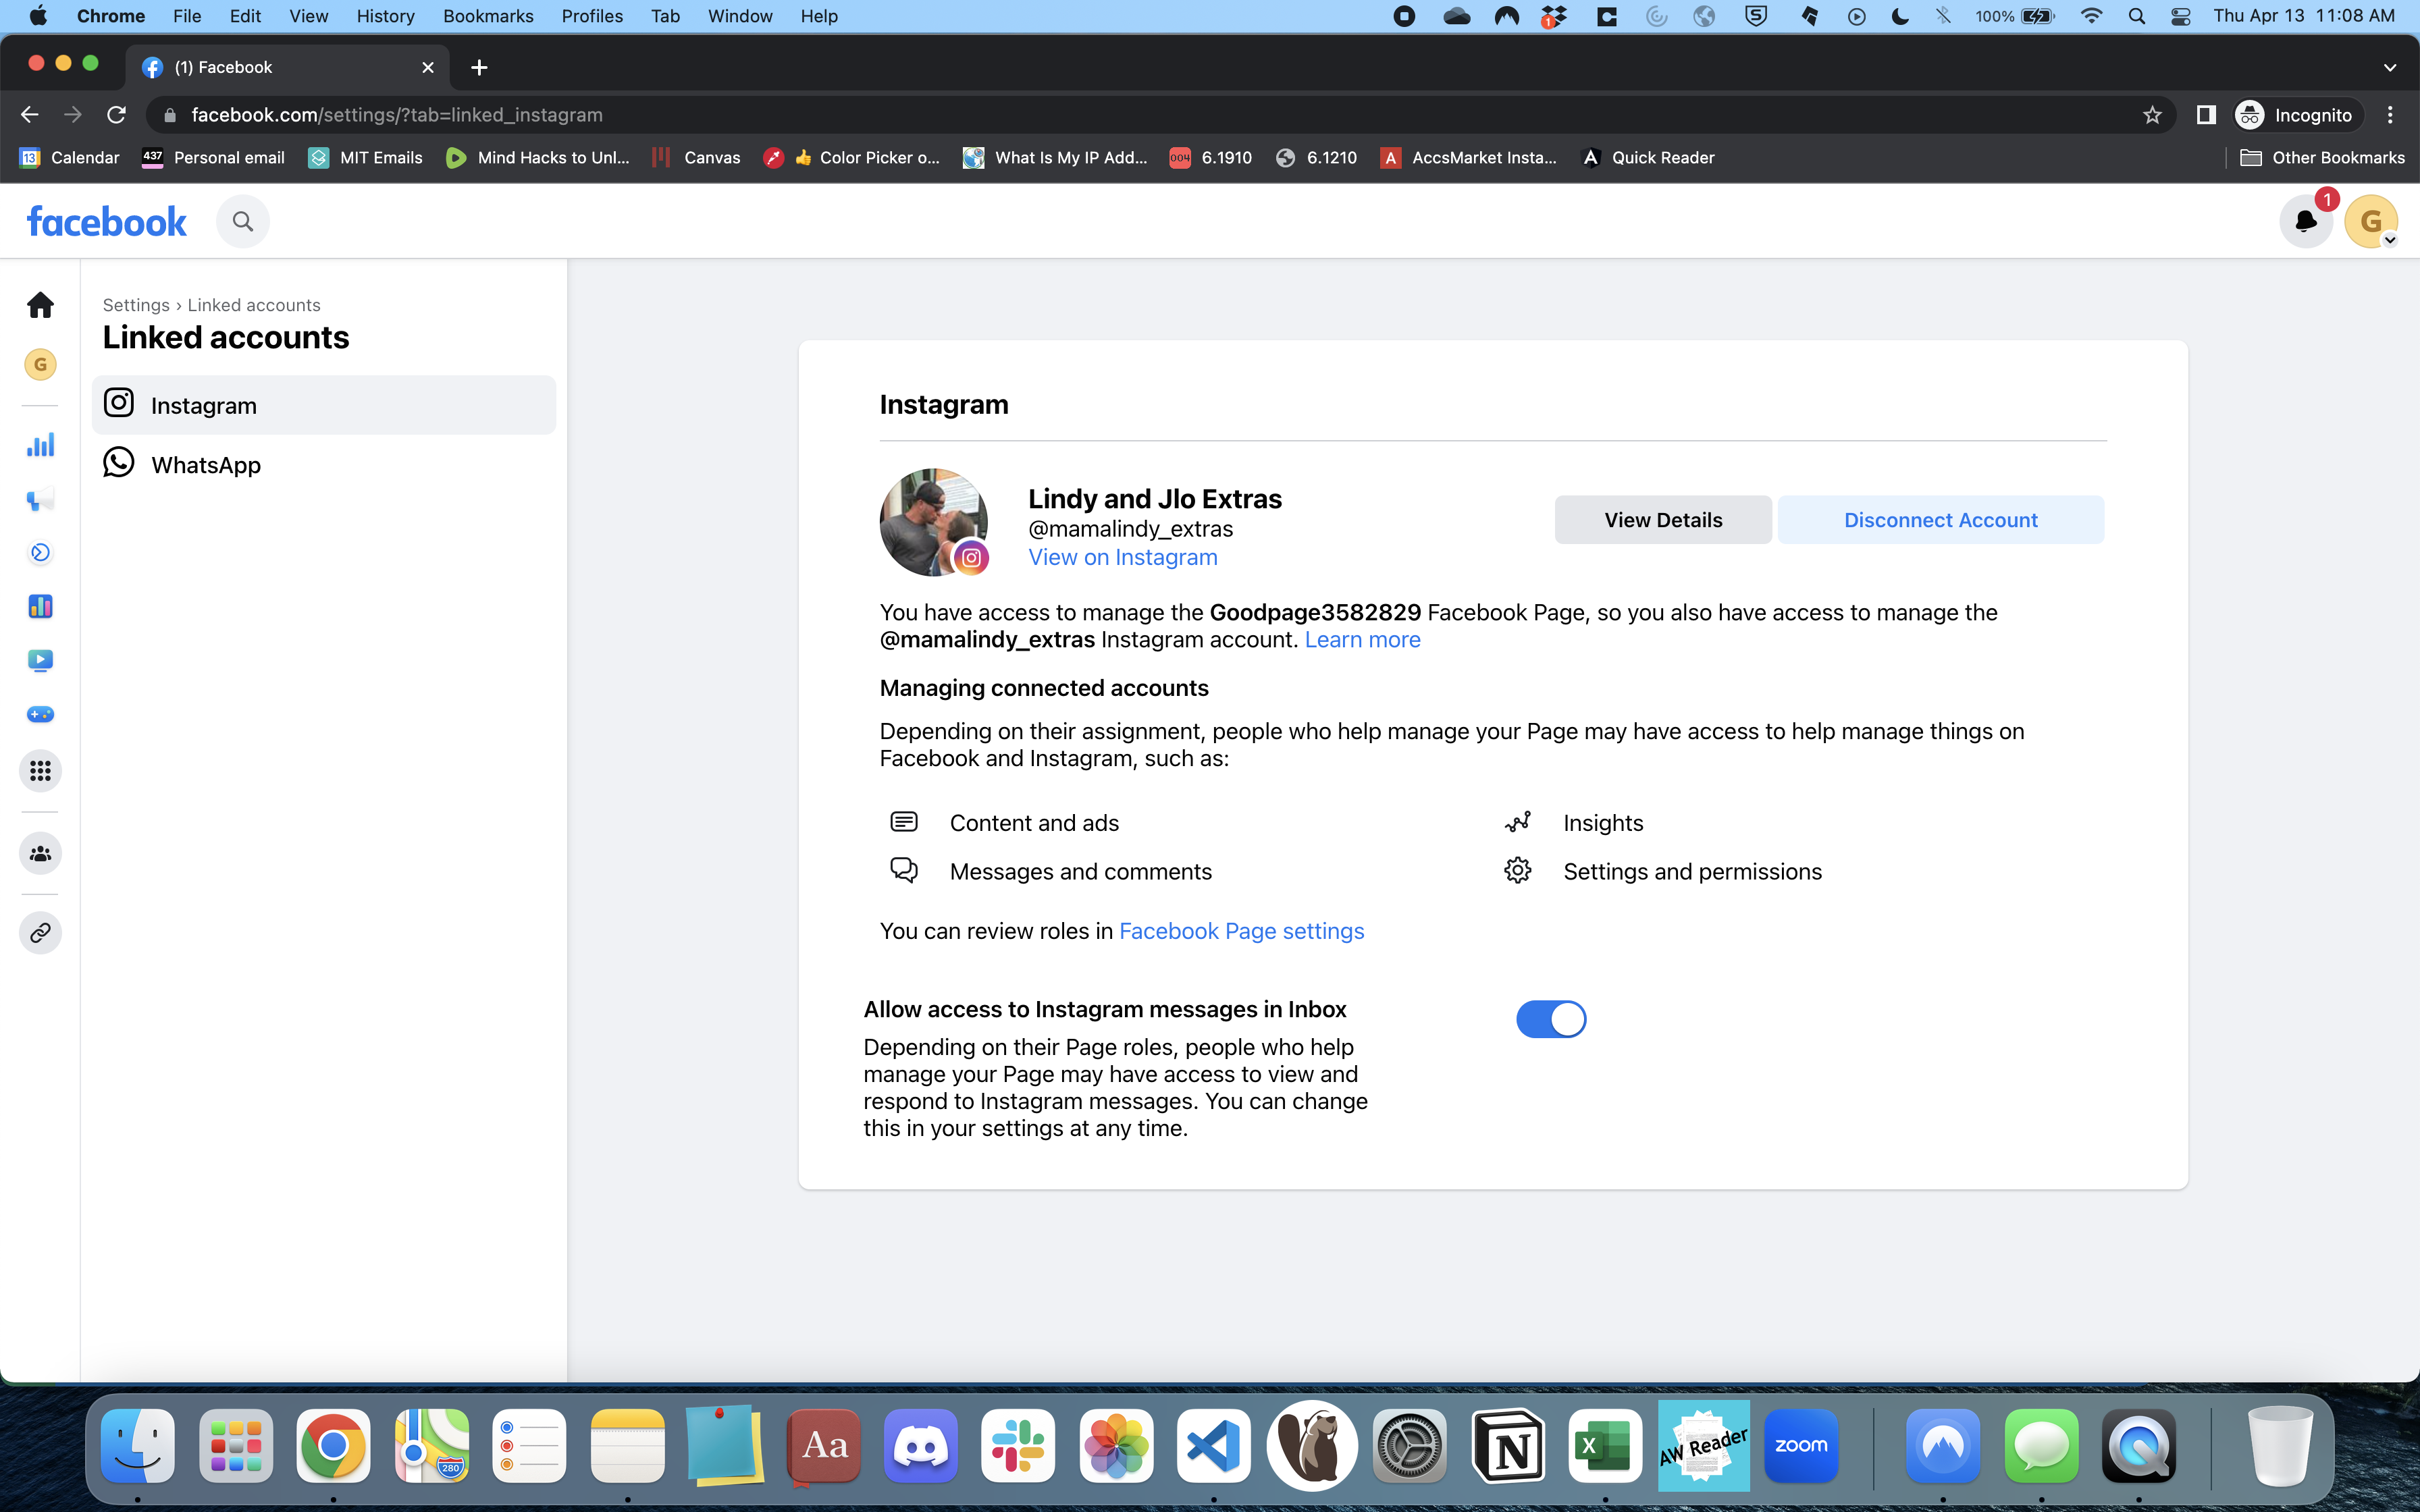 Chrome File Edit View History Bookmarks Profiles Tab Window Help 1 100% Thu Apr 13 11:08 AM
(1) Facebook
facebook.com/settings/?tab=linked_instagram Incognito
13 Calendar 437 Personal email MIT Emails Mind Hacks to Unl... Canvas 👍 Color Picker o... What Is My IP Add... 004 6.1910 6.1210 A AccsMarket Insta... A Quick Reader Other Bookmarks
facebook 1 G
Settings › Linked accounts
Linked accounts
G
Instagram
WhatsApp
Instagram
Lindy and Jlo Extras
@mamalindy_extras
View on Instagram
View Details Disconnect Account
You have access to manage the Goodpage3582829 Facebook Page, so you also have access to manage the
@mamalindy_extras Instagram account. Learn more
Managing connected accounts
Depending on their assignment, people who help manage your Page may have access to help manage things on
Facebook and Instagram, such as:
Content and ads Insights
Messages and comments Settings and permissions
You can review roles in Facebook Page settings
Allow access to Instagram messages in Inbox
Depending on their Page roles, people who help
manage your Page may have access to view and
respond to Instagram messages. You can change
this in your settings at any time.
280 Aa N X AW Reader zoom